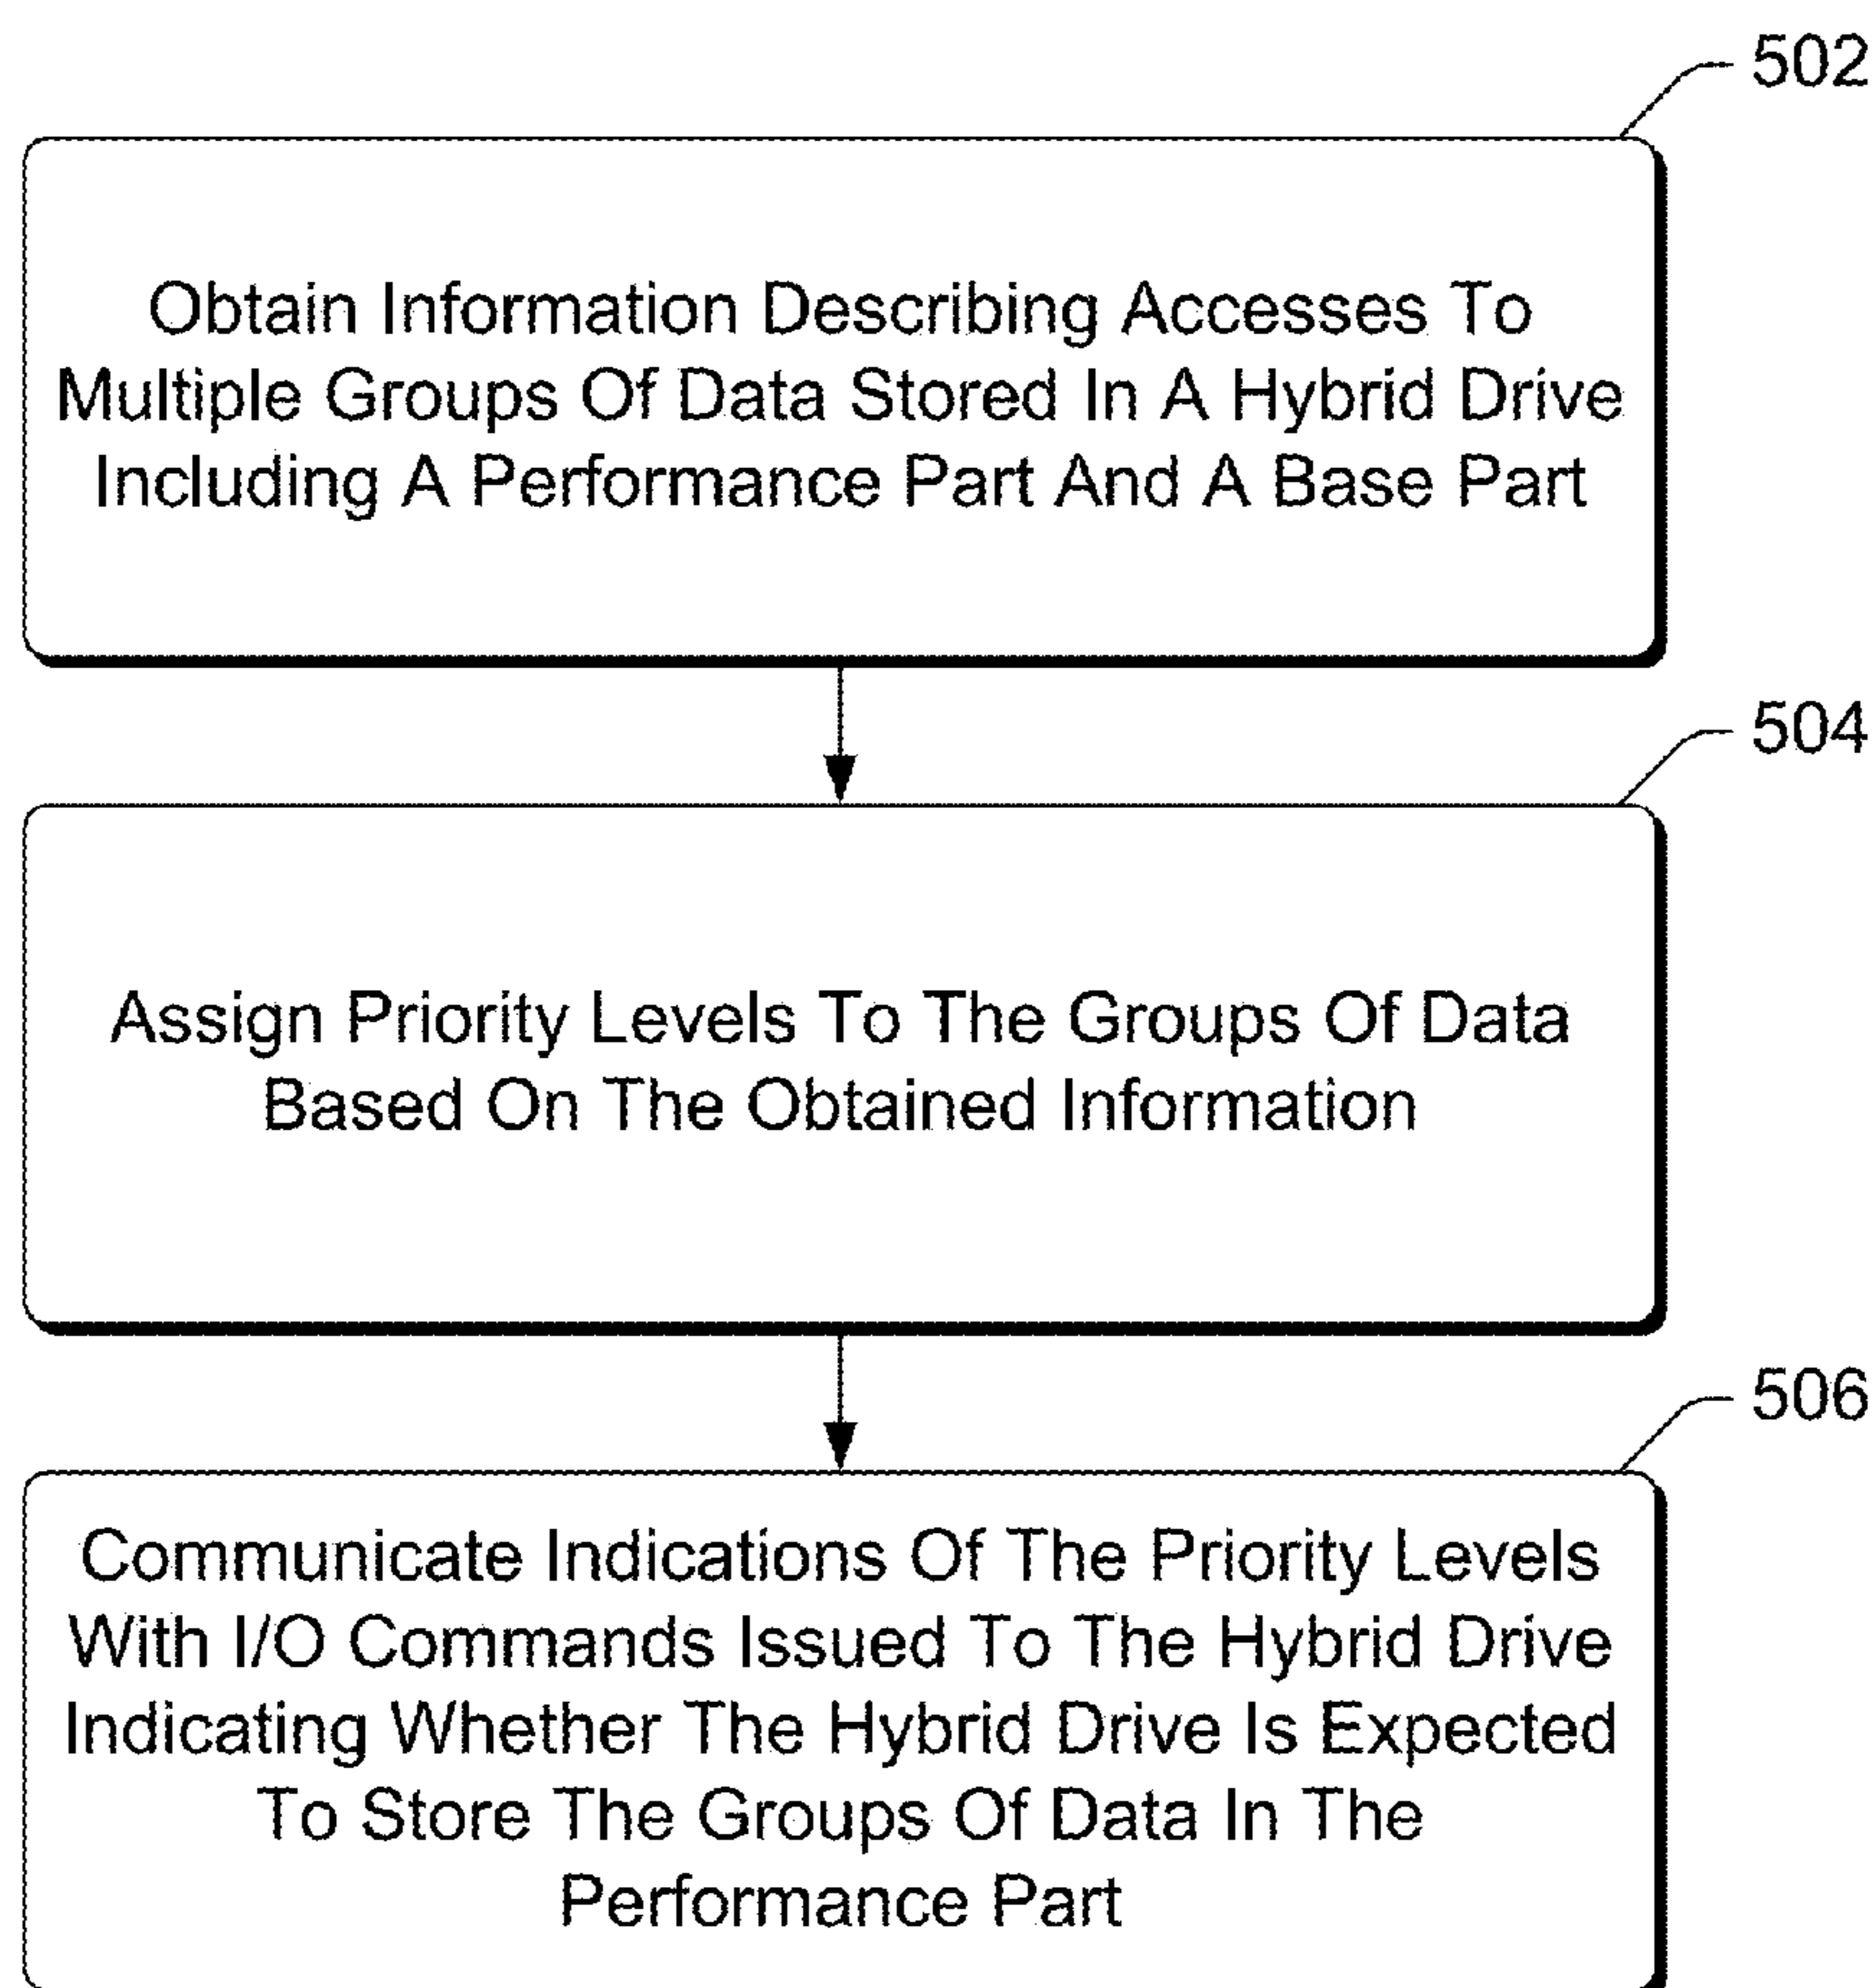 502
Obtain Information Describing Accesses To
Multiple Groups Of Data Stored In A Hybrid Drive
Including A Performance Part And A Base Part
504
Assign Priority Levels To The Groups Of Data
Based On The Obtained Information
506
Communicate Indications Of The Priority Levels
With I/O Commands Issued To The Hybrid Drive
Indicating Whether The Hybrid Drive Is Expected
To Store The Groups Of Data In The
Performance Part